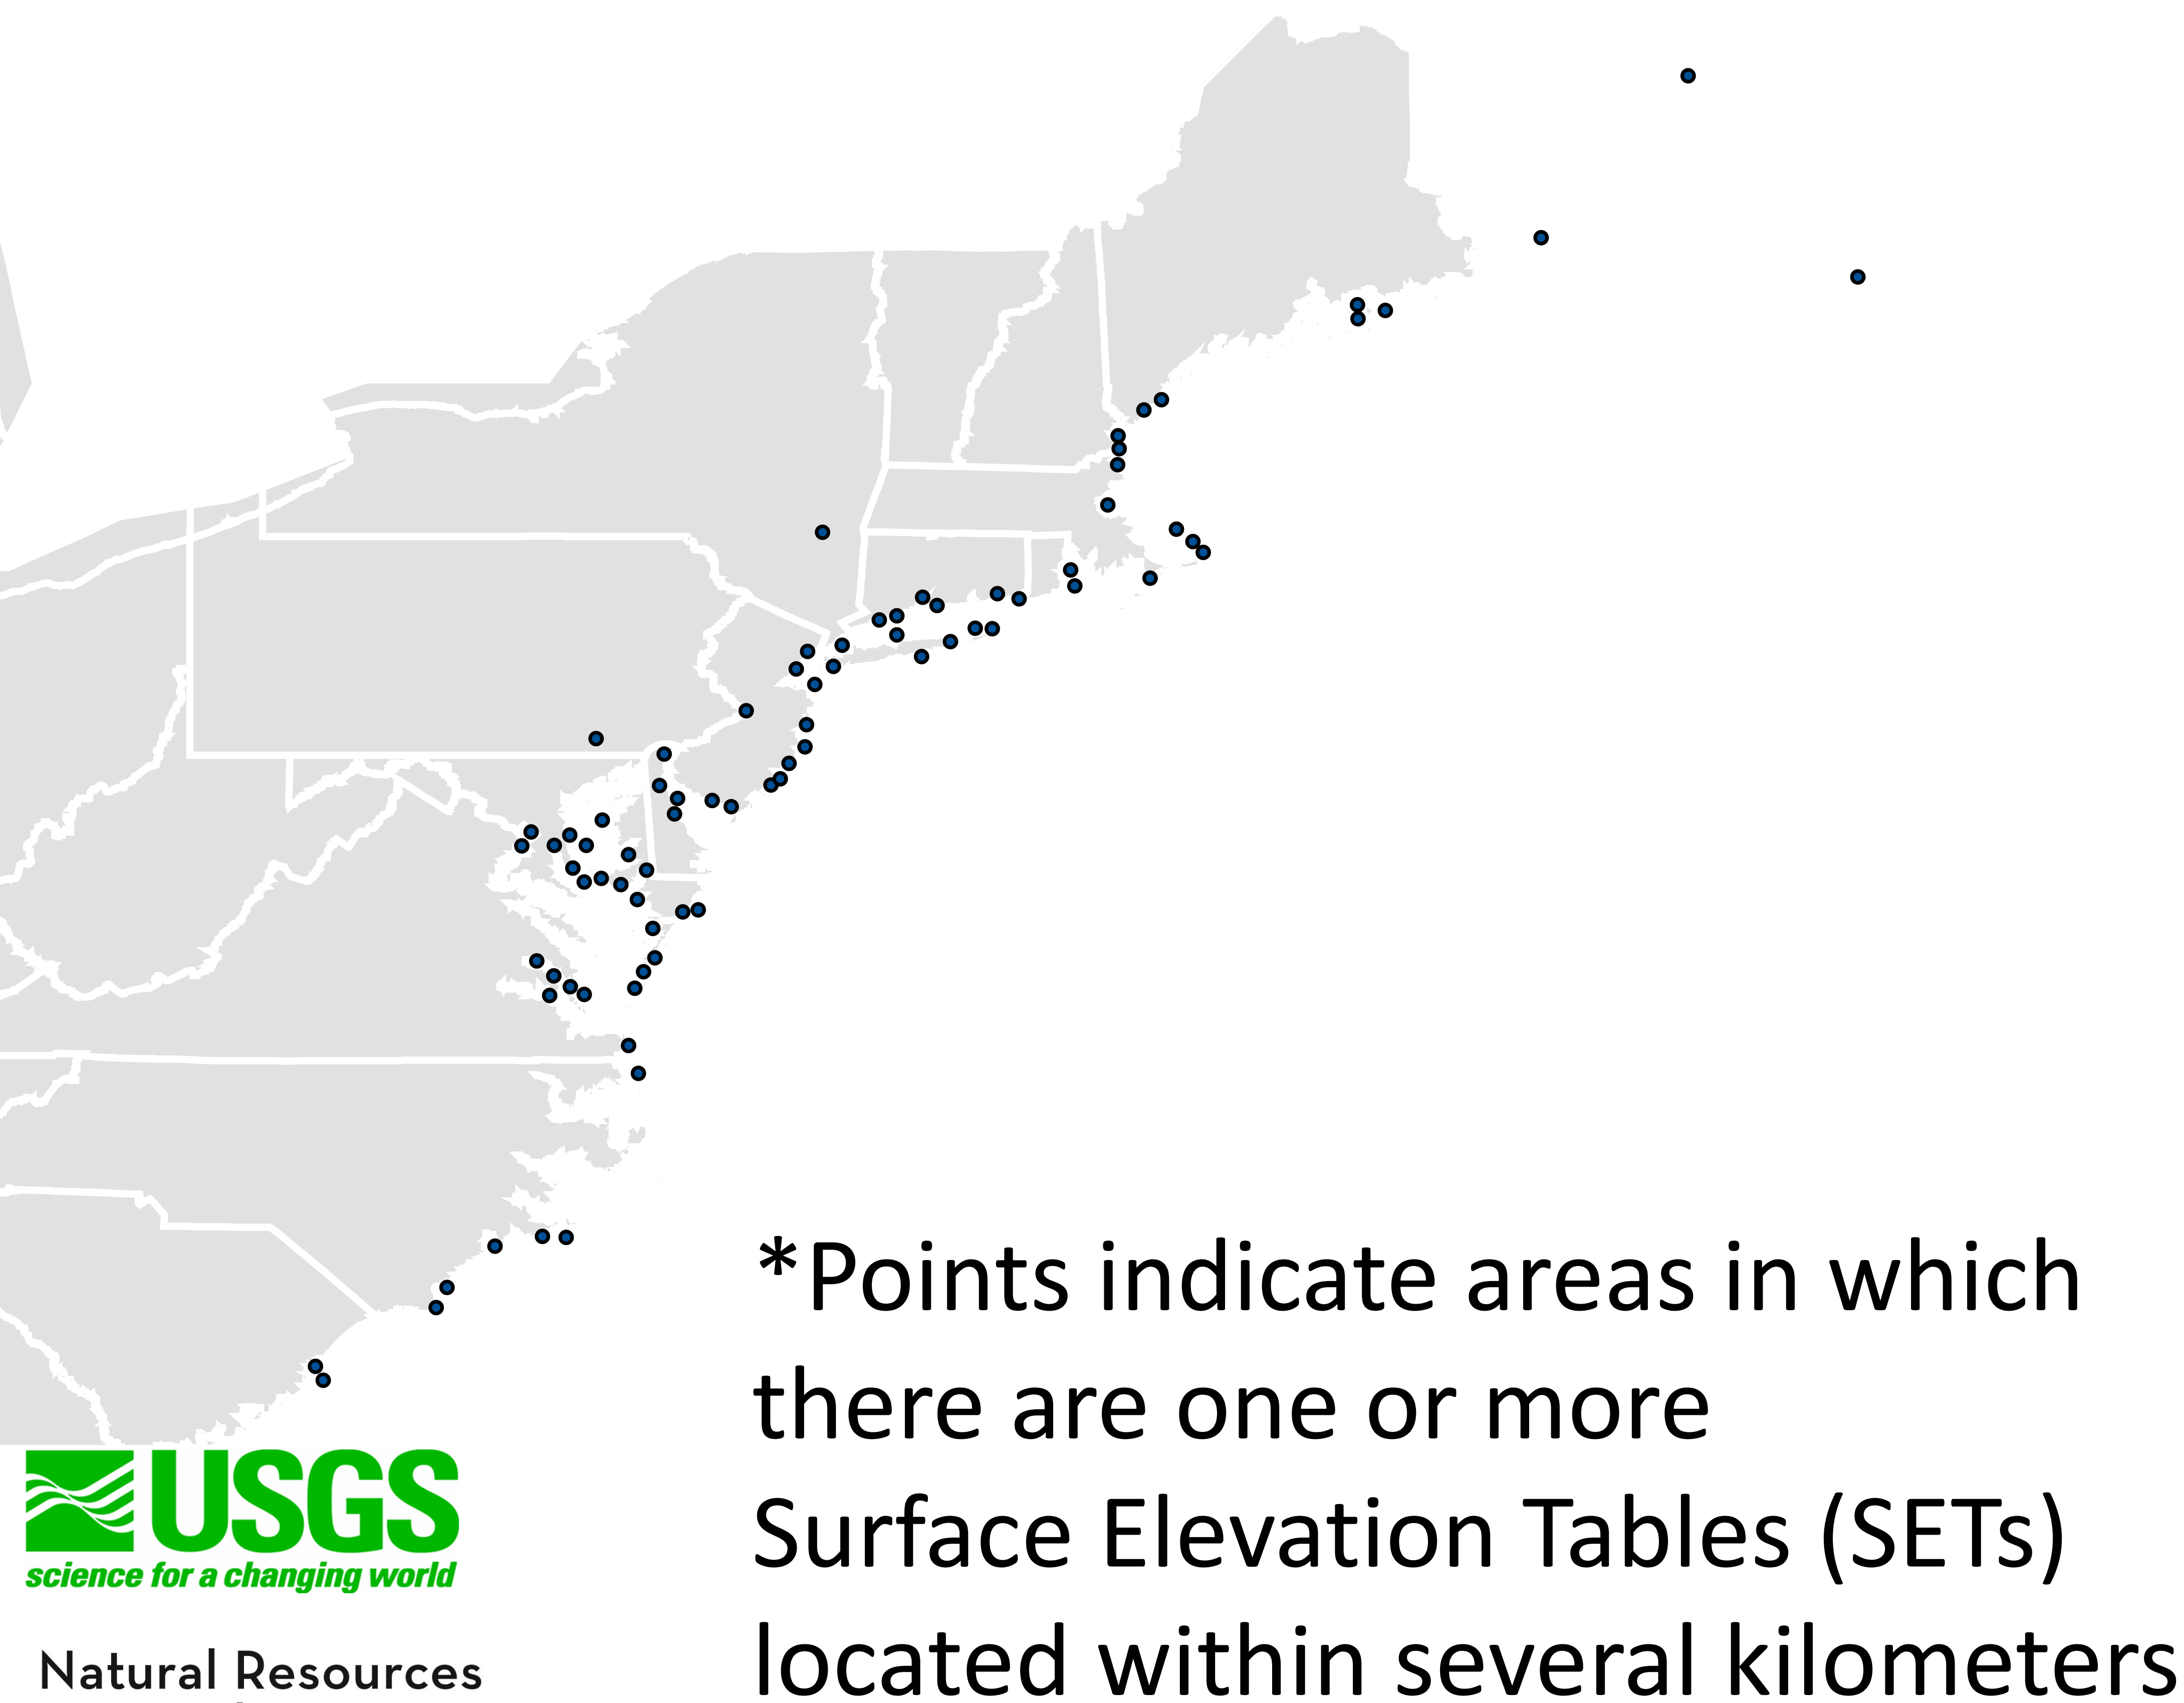 *Points indicate areas in which
there are one or more
Surface Elevation Tables (SETs)
located within several kilometers
USGS
science for a changing world
Natural Resources